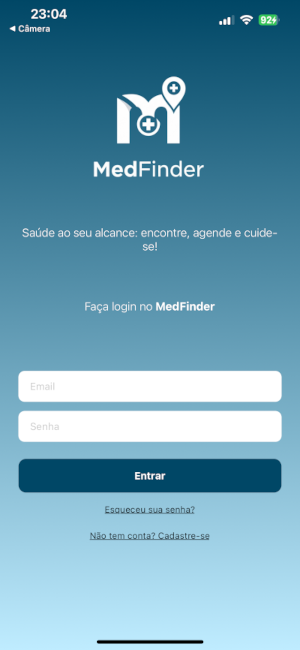 23:04
92
◀ Câmera
MedFinder
Saúde ao seu alcance: encontre, agende e cuide-
se!
Faça login no MedFinder
Email
Senha
Entrar
Esqueceu sua senha?
Não tem conta? Cadastre-se